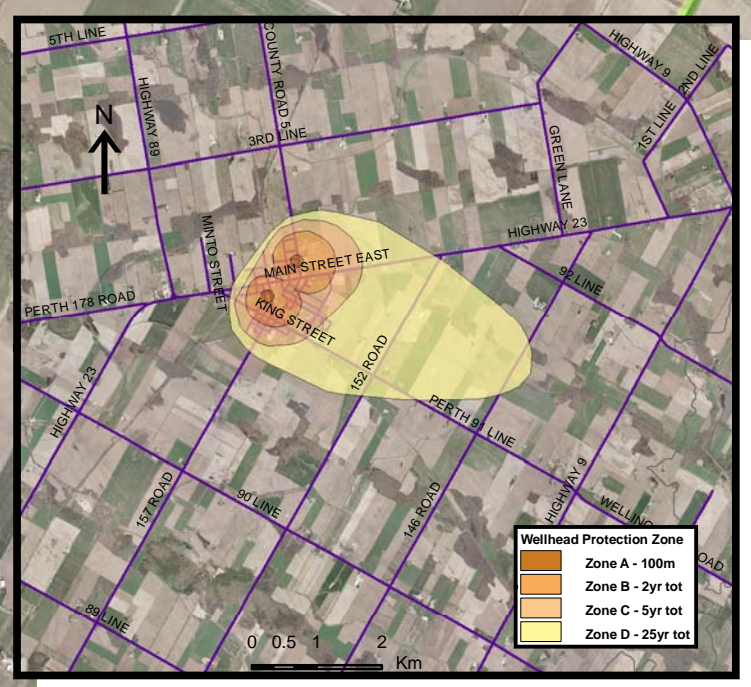 5TH LINE
HIGHWAY 89
COUNTY ROAD 5
HIGHWAY 9
2ND LINE
1ST LINE
N
3RD LINE
GREEN LANE
MINTO STREET
HIGHWAY 23
MAIN STREET EAST
92 LINE
PERTH 178 ROAD
KING STREET
152 ROAD
HIGHWAY 23
PERTH 91 LINE
157 ROAD
90 LINE
146 ROAD
HIGHWAY 9
WELLING
OAD
89 LINE
Wellhead Protection Zone
Zone A - 100m
Zone B - 2yr tot
Zone C - 5yr tot
Zone D - 25yr tot
0 0.5 1 2
Km